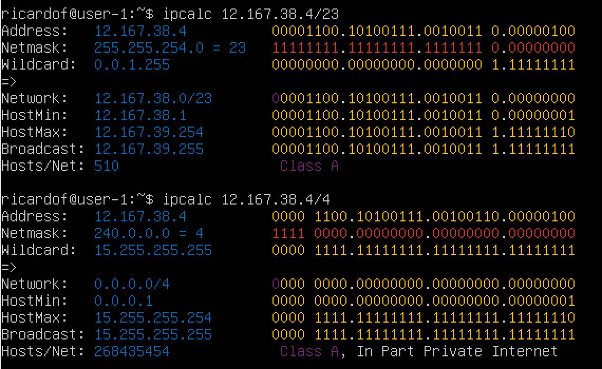 ricardof@user-1:~$ ipcalc 12.167.38.4/23
Address:   12.167.38.4          00001100.10100111.0010011 0.00000100
Netmask:   255.255.254.0 = 23   11111111.11111111.1111111 0.00000000
Wildcard:  0.0.1.255            00000000.00000000.0000000 1.11111111
=>
Network:   12.167.38.0/23       00001100.10100111.0010011 0.00000000
HostMin:   12.167.38.1          00001100.10100111.0010011 0.00000001
HostMax:   12.167.39.254        00001100.10100111.0010011 1.11111110
Broadcast: 12.167.39.255        00001100.10100111.0010011 1.11111111
Hosts/Net: 510                   Class A
ricardof@user-1:~$ ipcalc 12.167.38.4/4
Address:   12.167.38.4          0000 1100.10100111.00100110.00000100
Netmask:   240.0.0.0 = 4        1111 0000.00000000.00000000.00000000
Wildcard:  15.255.255.255       0000 1111.11111111.11111111.11111111
=>
Network:   0.0.0.0/4            0000 0000.00000000.00000000.00000000
HostMin:   0.0.0.1              0000 0000.00000000.00000000.00000001
HostMax:   15.255.255.254       0000 1111.11111111.11111111.11111110
Broadcast: 15.255.255.255       0000 1111.11111111.11111111.11111111
Hosts/Net: 268435454             Class A, In Part Private Internet